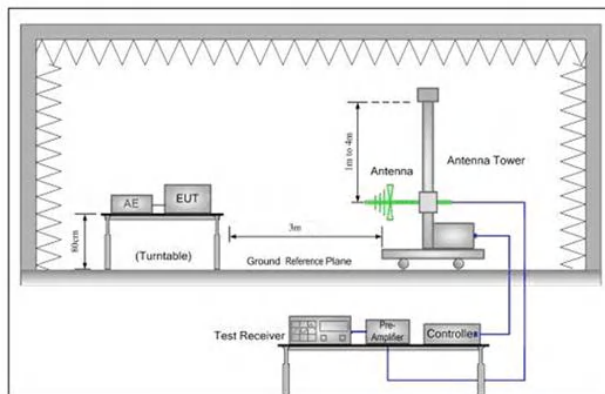 1m to 4m
Antenna
Antenna Tower
AE
EUT
80cm
(Turntable)
3m
Ground Reference Plane
Test Receiver
Pre-
Amplifier
Controller